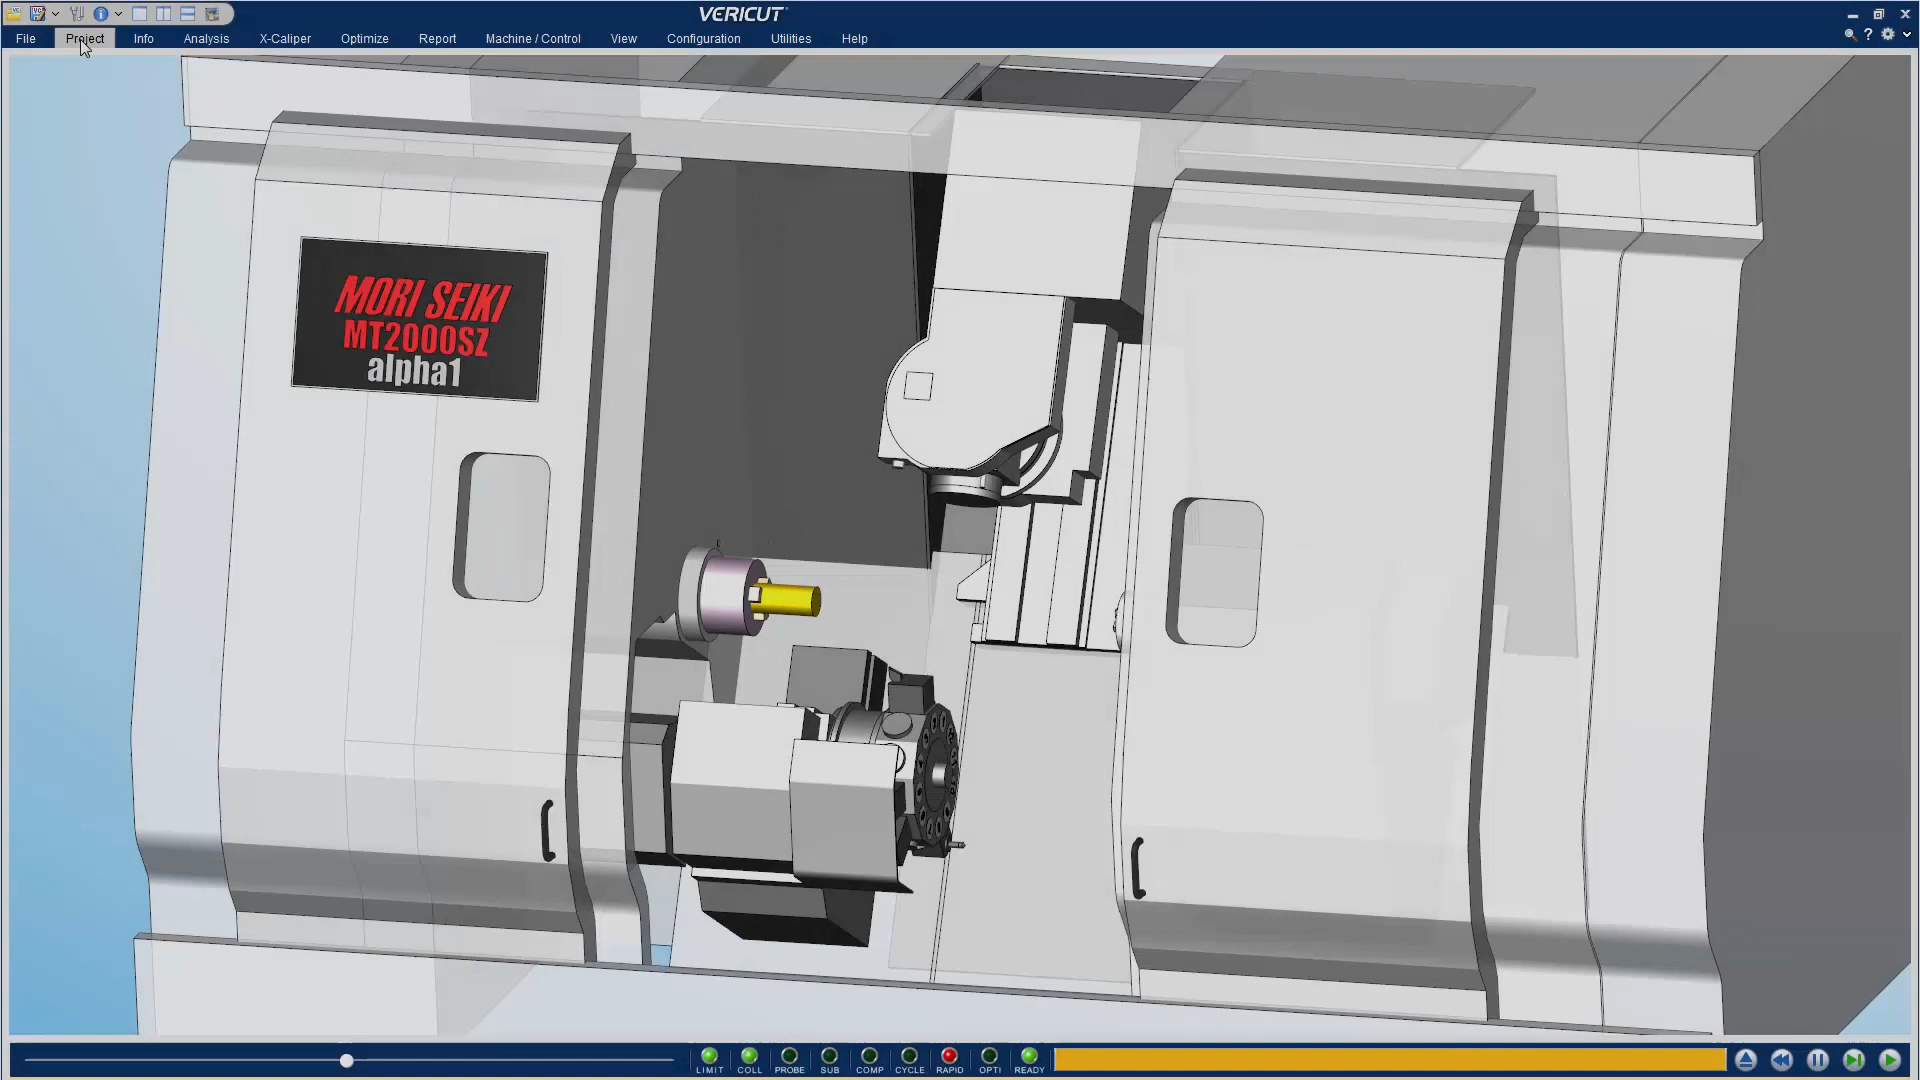 VERICUT
File Project Info Analysis X-Caliper Optimize Report Machine / Control View Configuration Utilities Help
MORI SEIKI
MT2000SZ
alpha1
LIMIT COLL PROBE SUB COMP CYCLE RAPID OPTI READY